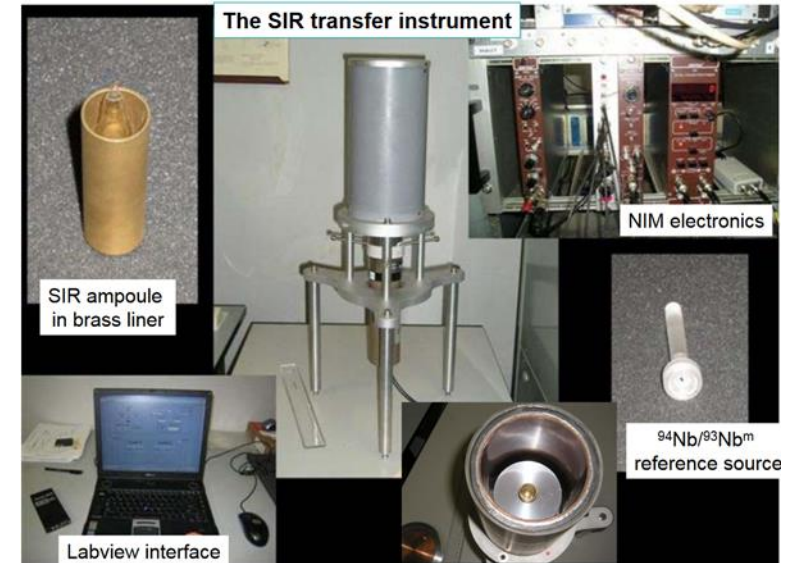 The SIR transfer instrument
NIM electronics
SIR ampoule
in brass liner
⁹⁴Nb/⁹³Nbᵐ
reference source
Labview interface